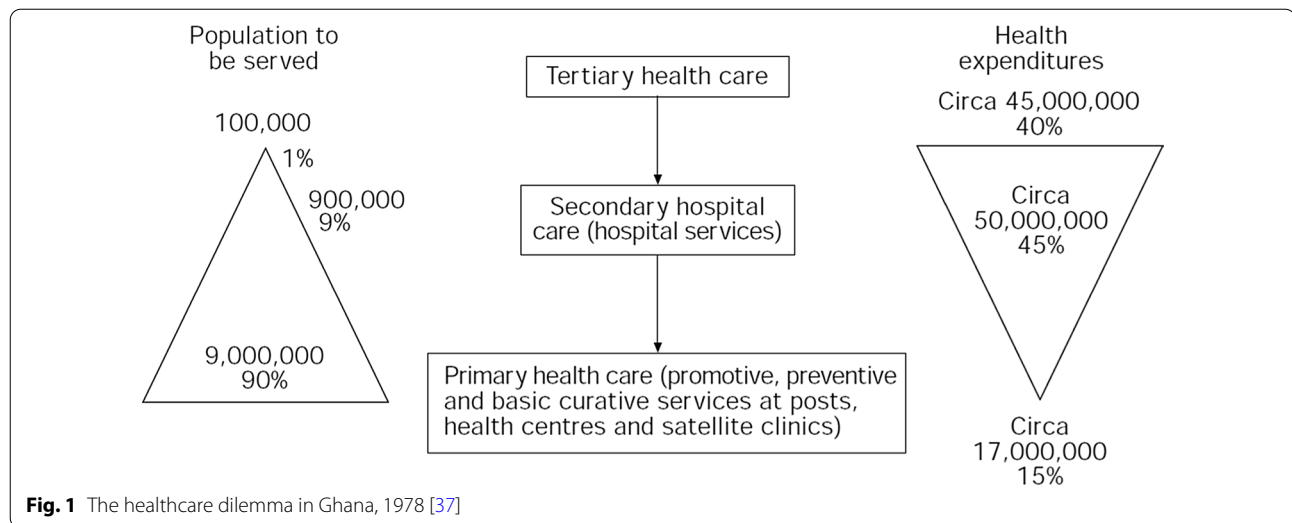 Population to
be served
100,000
1%
900,000
9%
9,000,000
90%
Tertiary health care
Secondary hospital
care (hospital services)
Primary health care (promotive, preventive
and basic curative services at posts,
health centres and satellite clinics)
Health
expenditures
Circa 45,000,000
40%
Circa
50,000,000
45%
Circa
17,000,000
15%
Fig. 1 The healthcare dilemma in Ghana, 1978 [37]